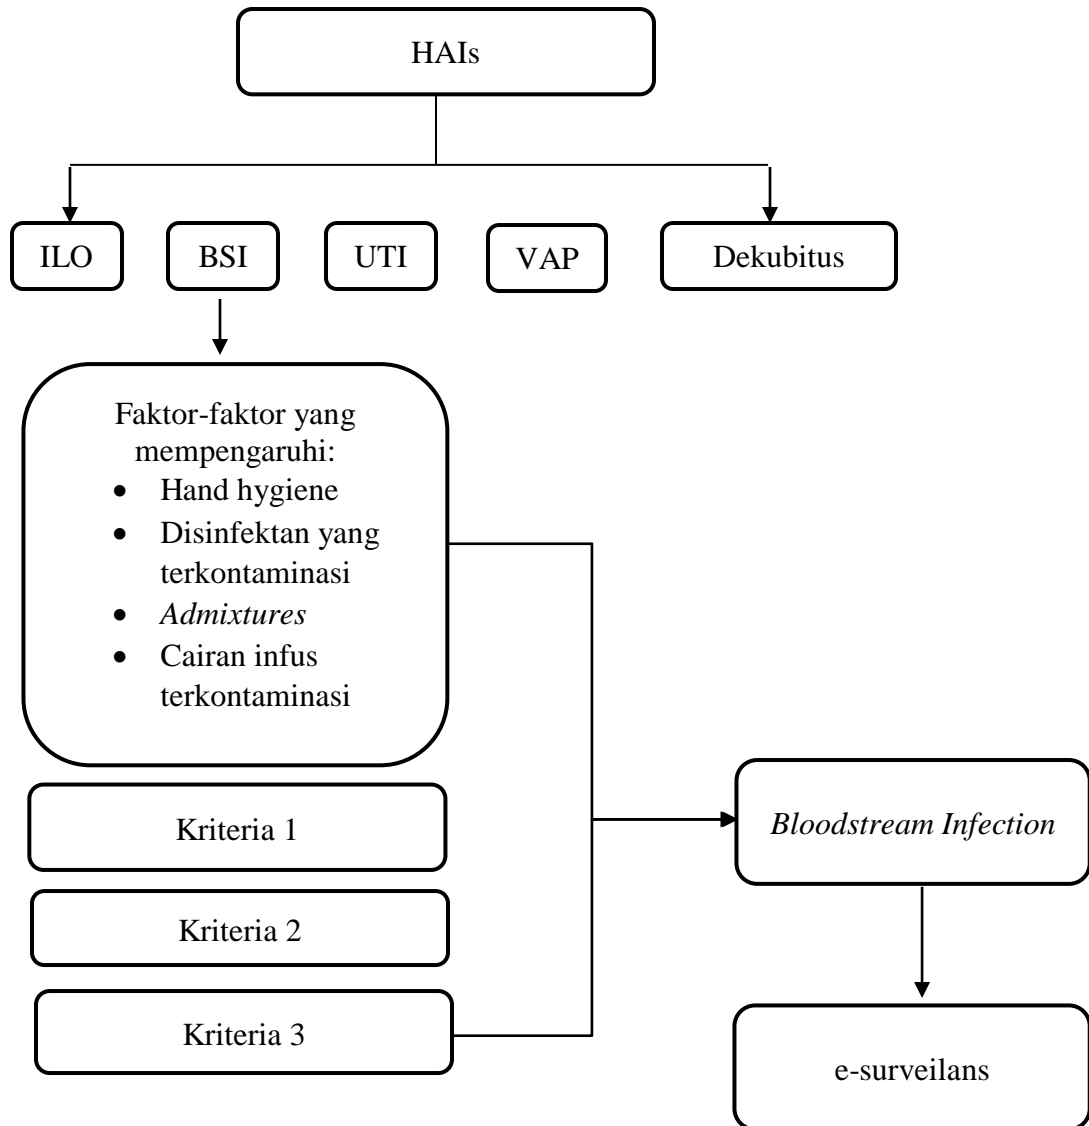 HAIs
ILO
BSI
UTI
VAP
Dekubitus
Faktor-faktor yang
mempengaruhi:
• Hand hygiene
• Disinfektan yang
terkontaminasi
• Admixtures
• Cairan infus
terkontaminasi
Kriteria 1
Kriteria 2
Kriteria 3
Bloodstream Infection
e-surveilans